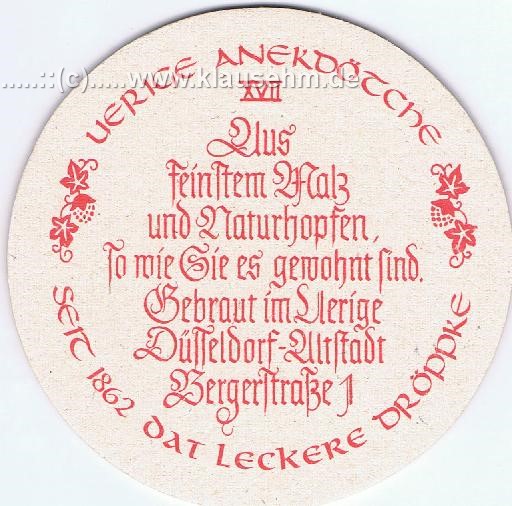 UERIGE ANEKDÖTCHE
.....::(c).....www.klausehm.de
XVII
Aus
feinstem Malz
und Naturhopfen,
so wie Sie es gewohnt sind.
Gebraut im Uerige
Düsseldorf-Altstadt
Bergerstraße 1
SEIT 1862 DAT LECKERE DRÖPPKE